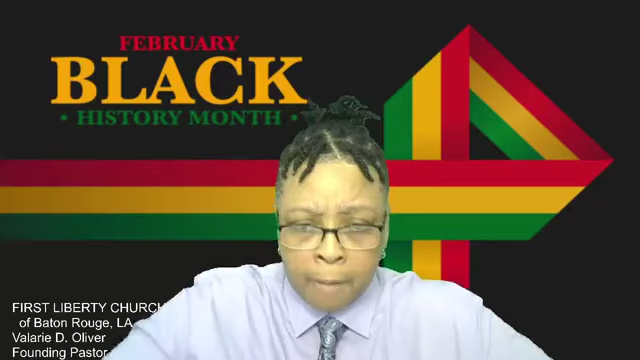 FEBRUARY
BLACK
• HISTORY MONTH •
FIRST LIBERTY CHURCH
of Baton Rouge, LA
Valarie D. Oliver
Founding Pastor